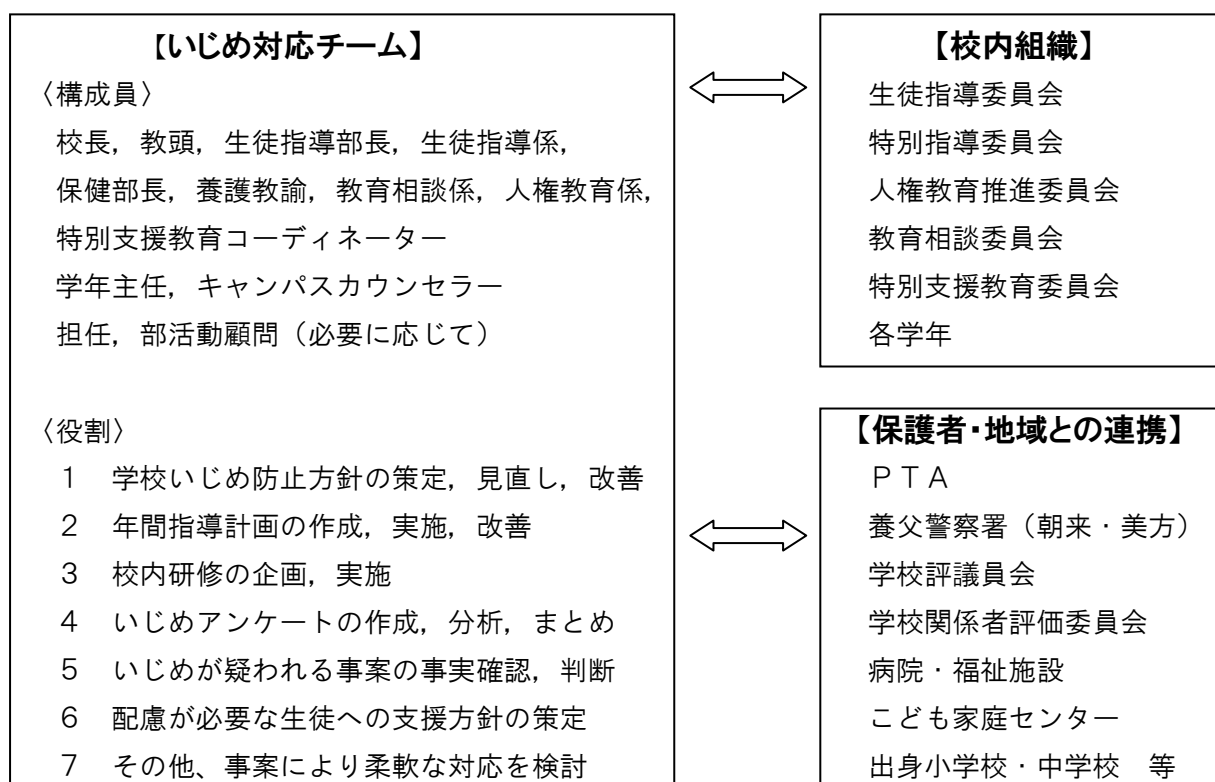 【いじめ対応チーム】
〈構成員〉
校長，教頭，生徒指導部長，生徒指導係，
保健部長，養護教諭，教育相談係，人権教育係，
特別支援教育コーディネーター
学年主任，キャンパスカウンセラー
担任，部活動顧問（必要に応じて）
〈役割〉
1　学校いじめ防止方針の策定，見直し，改善
2　年間指導計画の作成，実施，改善
3　校内研修の企画，実施
4　いじめアンケートの作成，分析，まとめ
5　いじめが疑われる事案の事実確認，判断
6　配慮が必要な生徒への支援方針の策定
7　その他、事案により柔軟な対応を検討
【校内組織】
生徒指導委員会
特別指導委員会
人権教育推進委員会
教育相談委員会
特別支援教育委員会
各学年
【保護者・地域との連携】
ＰＴＡ
養父警察署（朝来・美方）
学校評議員会
学校関係者評価委員会
病院・福祉施設
こども家庭センター
出身小学校・中学校　等